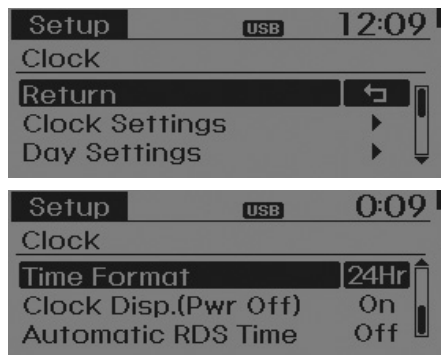 Setup USB 12:09
Clock
Return
Clock Settings
Day Settings
Setup USB 0:09
Clock
Time Format 24Hr
Clock Disp.(Pwr Off) On
Automatic RDS Time Off